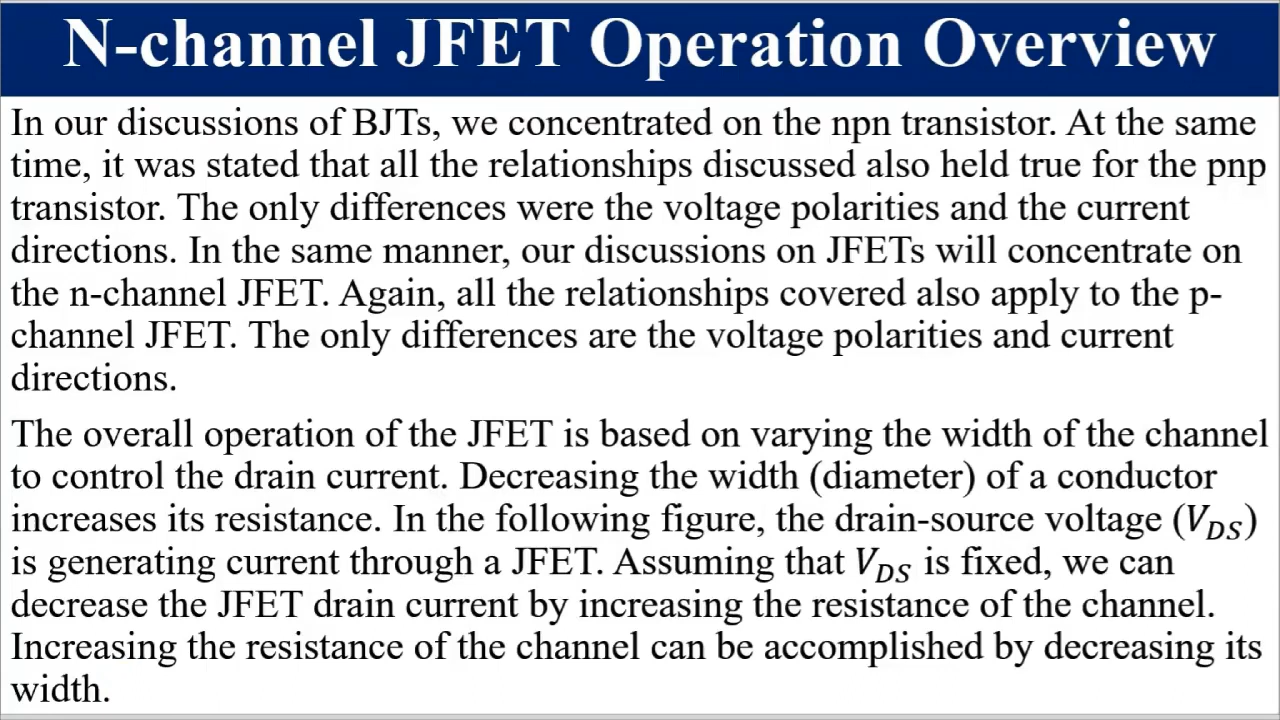 N-channel JFET Operation Overview
In our discussions of BJTs, we concentrated on the npn transistor. At the same
time, it was stated that all the relationships discussed also held true for the pnp
transistor. The only differences were the voltage polarities and the current
directions. In the same manner, our discussions on JFETs will concentrate on
the n-channel JFET. Again, all the relationships covered also apply to the p-
channel JFET. The only differences are the voltage polarities and current
directions.
The overall operation of the JFET is based on varying the width of the channel
to control the drain current. Decreasing the width (diameter) of a conductor
increases its resistance. In the following figure, the drain-source voltage (V_{DS})
is generating current through a JFET. Assuming that V_{DS} is fixed, we can
decrease the JFET drain current by increasing the resistance of the channel.
Increasing the resistance of the channel can be accomplished by decreasing its
width.